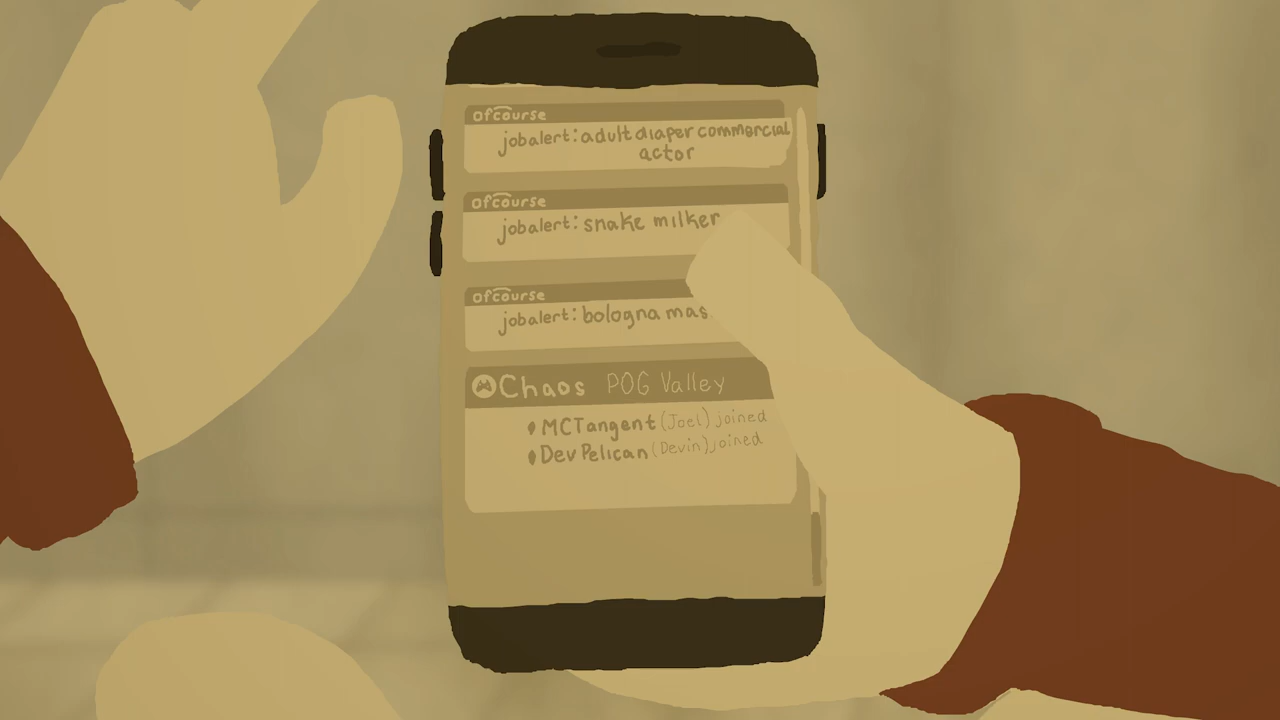 ofcourse
jobalert: adult diaper commercial
actor
ofcourse
jobalert: snake milker
ofcourse
jobalert: bologna mas
Chaos POG Valley
MCTangent (Joel) joined
DevPelican (Devin) joined